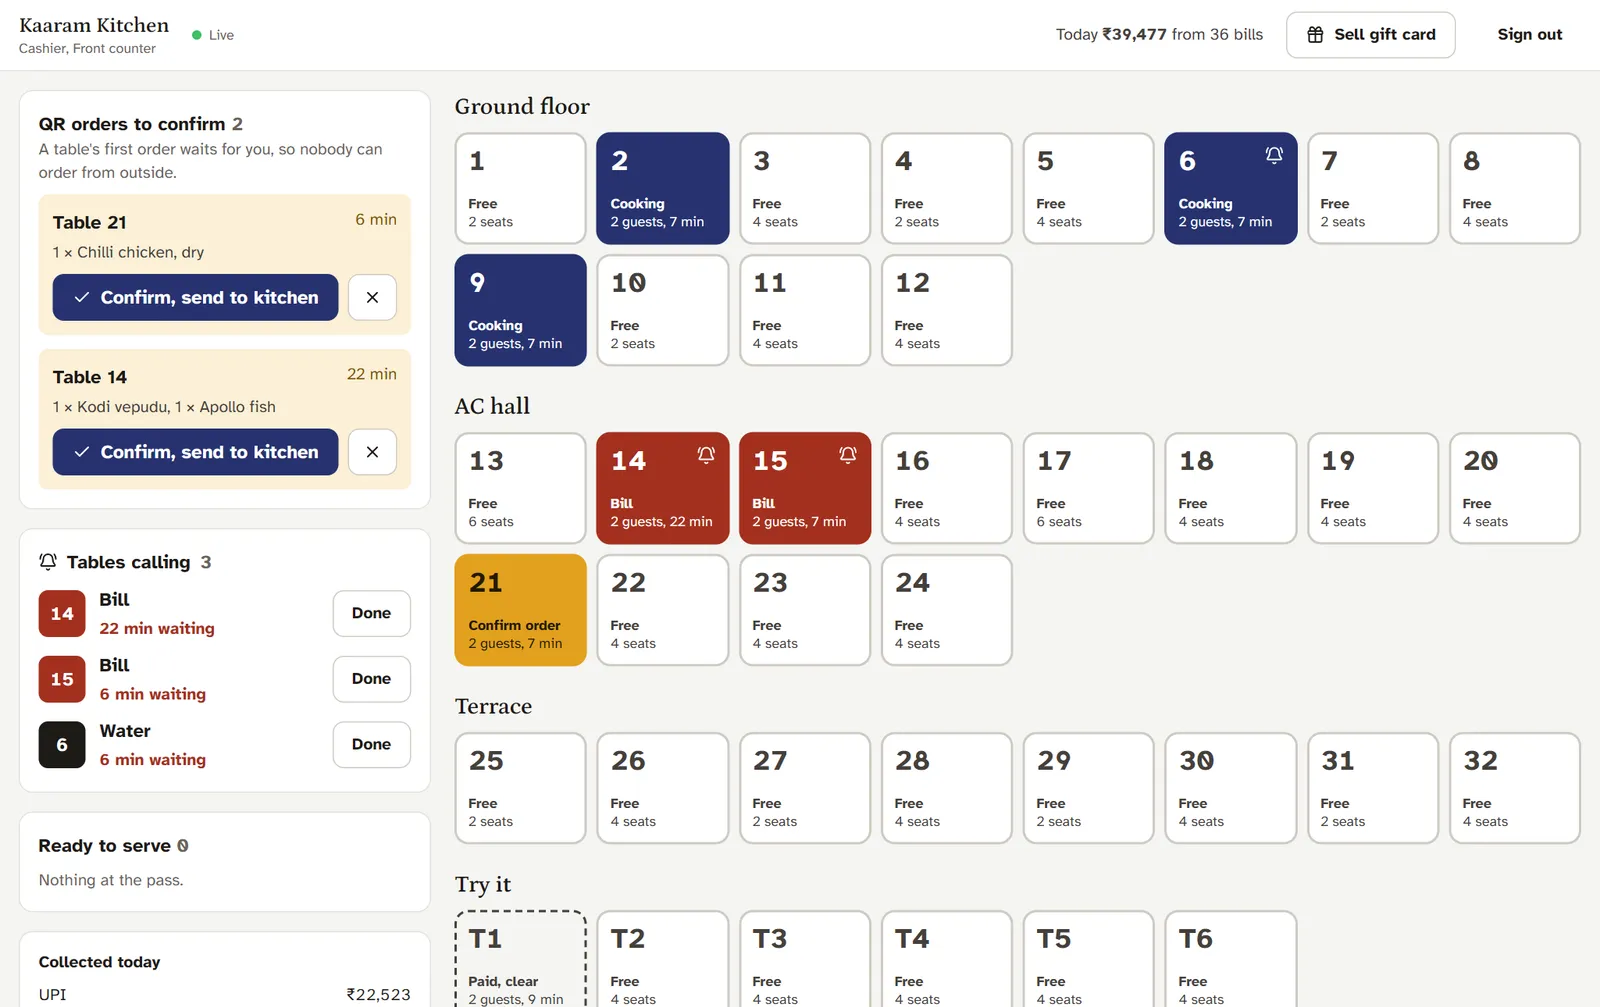 Kaaram Kitchen
Cashier, Front counter
Live
Today ₹39,477 from 36 bills
Sell gift card
Sign out
QR orders to confirm 2
A table's first order waits for you, so nobody can
order from outside.
Table 21
6 min
1 × Chilli chicken, dry
Confirm, send to kitchen
Table 14
22 min
1 × Kodi vepudu, 1 × Apollo fish
Confirm, send to kitchen
Tables calling 3
14
Bill
22 min waiting
Done
15
Bill
6 min waiting
Done
6
Water
6 min waiting
Done
Ready to serve 0
Nothing at the pass.
Collected today
UPI ₹22,523
Ground floor
1
Free
2 seats
2
Cooking
2 guests, 7 min
3
Free
4 seats
4
Free
2 seats
5
Free
4 seats
6
Cooking
2 guests, 7 min
7
Free
2 seats
8
Free
4 seats
9
Cooking
2 guests, 7 min
10
Free
2 seats
11
Free
4 seats
12
Free
4 seats
AC hall
13
Free
6 seats
14
Bill
2 guests, 22 min
15
Bill
2 guests, 7 min
16
Free
4 seats
17
Free
6 seats
18
Free
4 seats
19
Free
4 seats
20
Free
4 seats
21
Confirm order
2 guests, 7 min
22
Free
4 seats
23
Free
4 seats
24
Free
4 seats
Terrace
25
Free
2 seats
26
Free
4 seats
27
Free
2 seats
28
Free
4 seats
29
Free
2 seats
30
Free
4 seats
31
Free
2 seats
32
Free
4 seats
Try it
T1
Paid, clear
2 guests, 9 min
T2
Free
4 seats
T3
Free
4 seats
T4
Free
4 seats
T5
Free
4 seats
T6
Free
4 seats